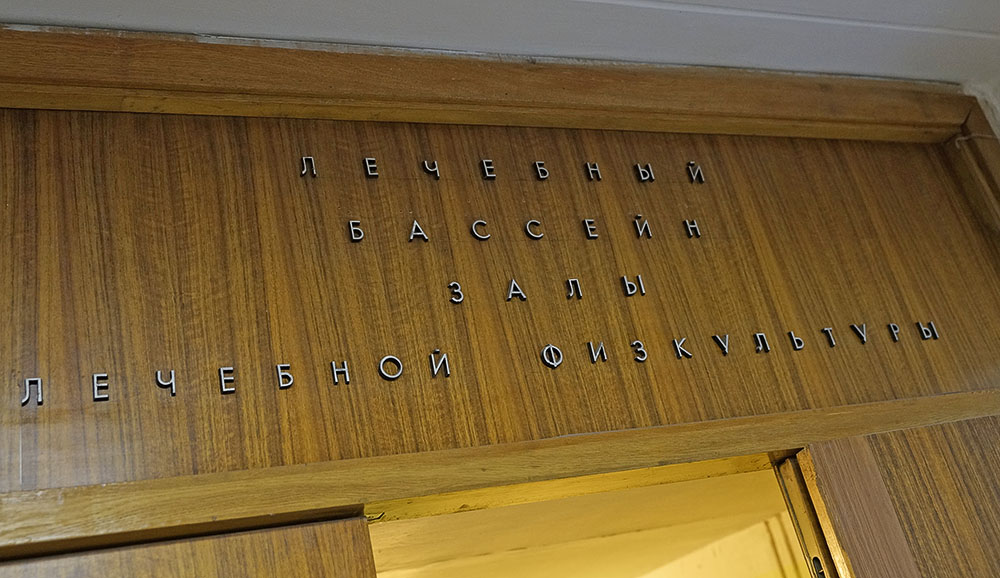 ЛЕЧЕБНЫЙ
БАССЕЙН
ЗАЛЫ
ЛЕЧЕБНОЙ ФИЗКУЛЬТУРЫ